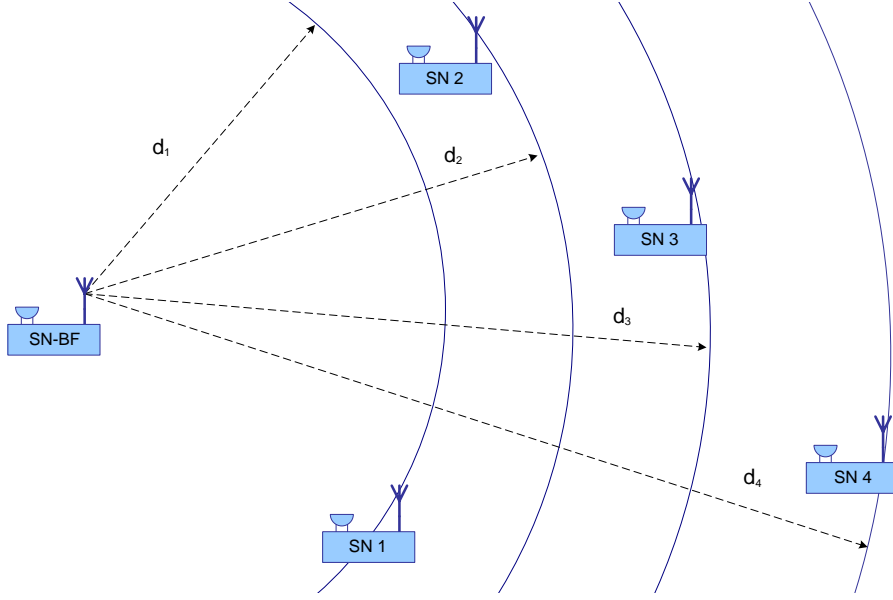 SN 2
d₁
d₂
SN 3
SN-BF
d₃
d₄
SN 4
SN 1